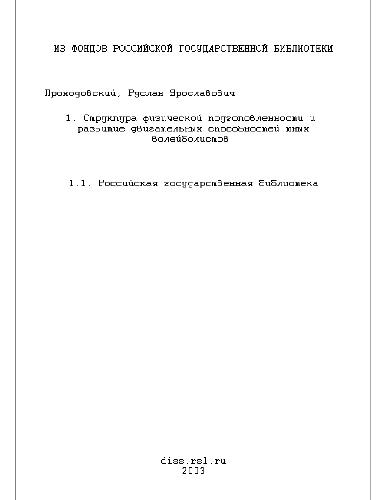 ИЗ ФОНДОВ РОССИЙСКОЙ ГОСУДАРСТВЕННОЙ БИБЛИОТЕКИ
Проходовский, Руслан Ярославович
1. Структура физической подготовленности и
развитие двигательных способностей юных
волейболистов
1.1. Российская государственная библиотека
diss.rsl.ru
2003